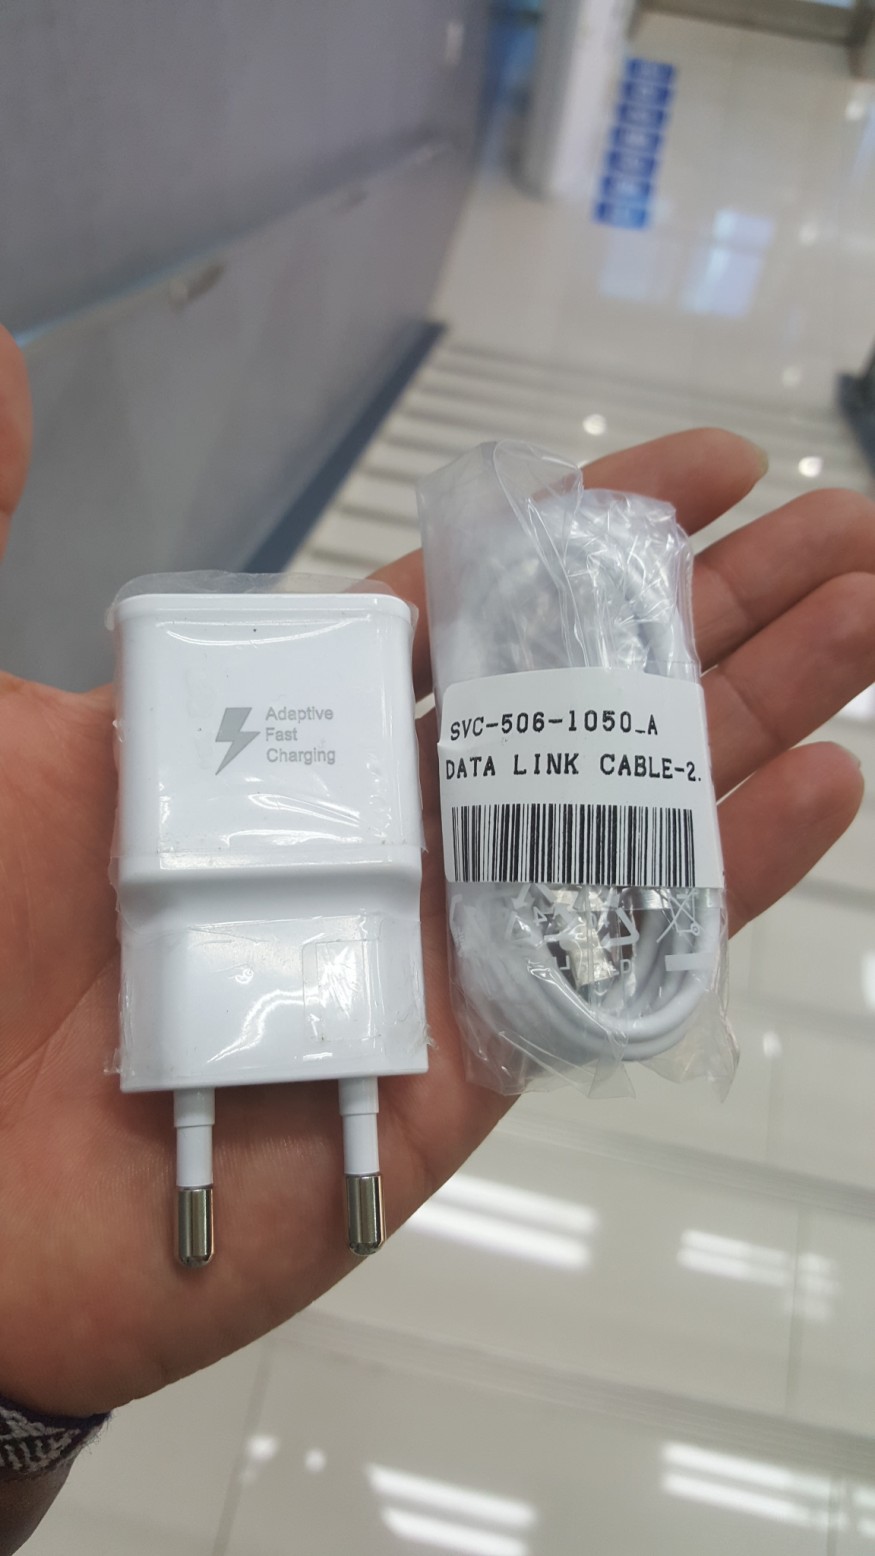 Adaptive
Fast
Charging
SVC-506-1050_A
DATA LINK CABLE-2.